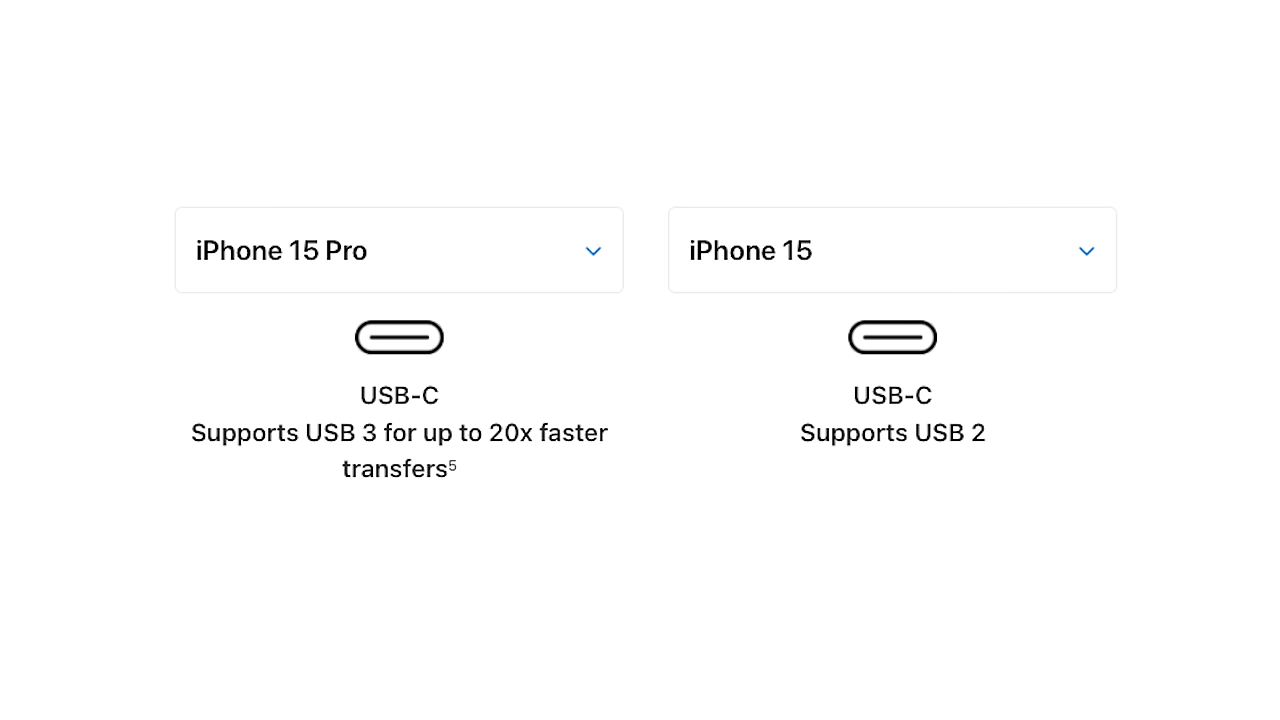 iPhone 15 Pro
USB-C
Supports USB 3 for up to 20x faster
transfers⁵
iPhone 15
USB-C
Supports USB 2